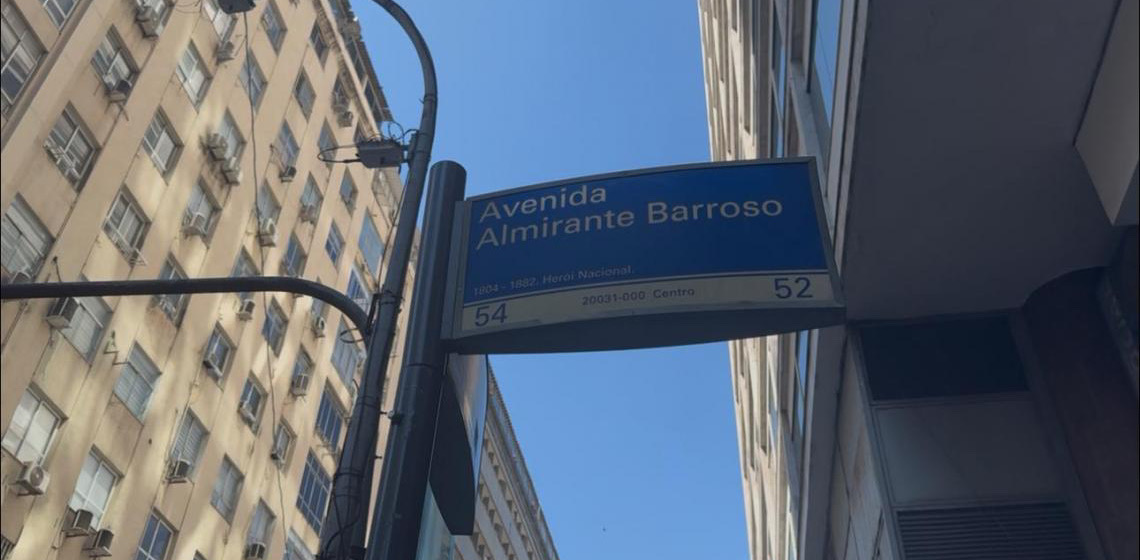 Avenida
Almirante Barroso
1804 - 1882. Herói Nacional.
54 20031-000 Centro 52